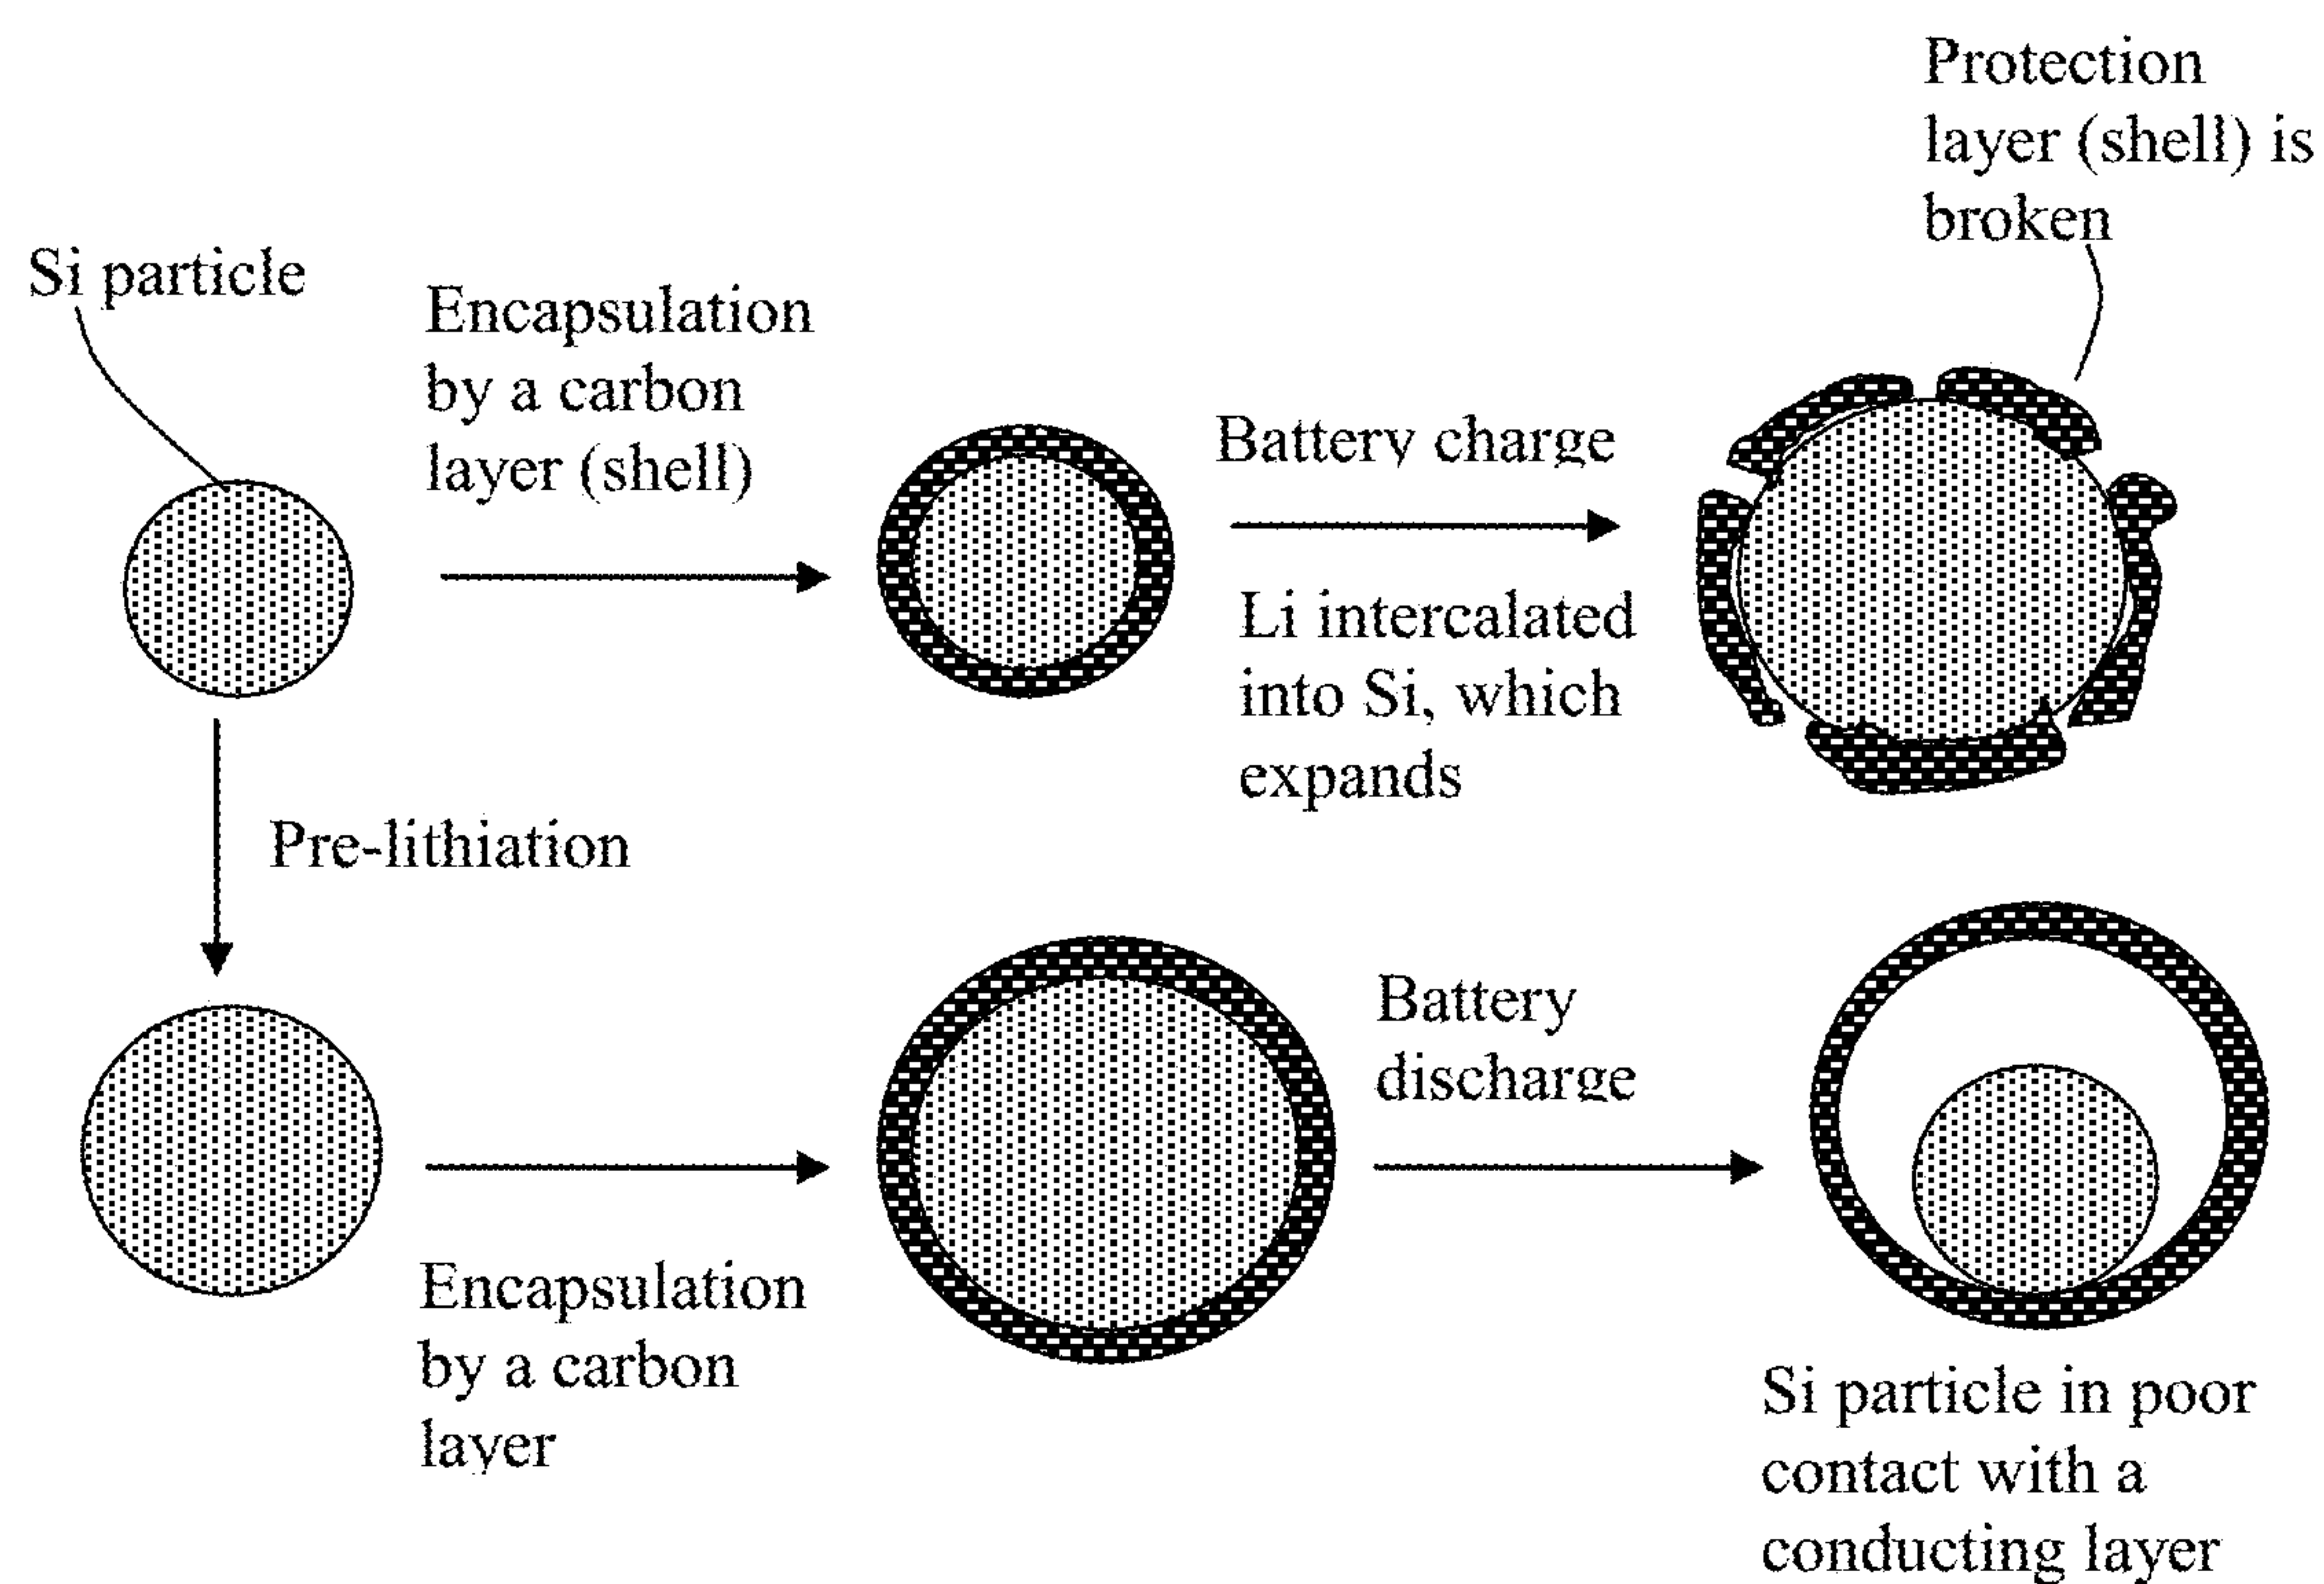 Protection
layer (shell) is
broken
Si particle
Encapsulation
by a carbon
layer (shell)
Battery charge
Li intercalated
into Si, which
expands
Pre-lithiation
Battery
discharge
Encapsulation
by a carbon
layer
Si particle in poor
contact with a
conducting layer